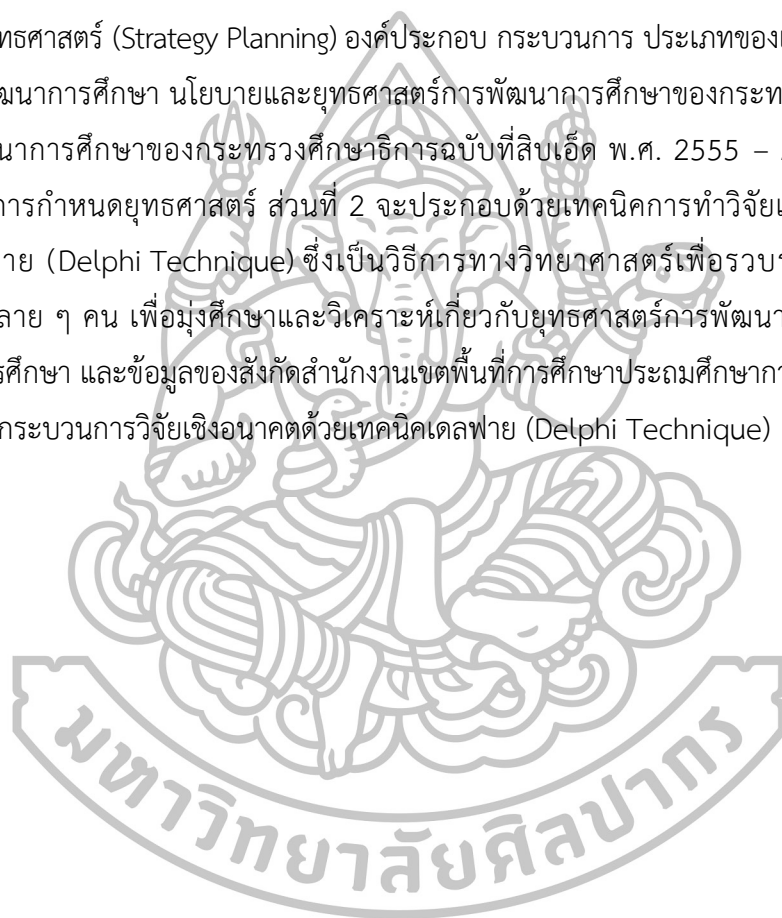 ทธศาสตร์ (Strategy Planning) องค์ประกอบ กระบวนการ ประเภทของ
ฒนาการศึกษา นโยบายและยุทธศาสตร์การพัฒนาการศึกษาของกระท
นาการศึกษาของกระทรวงศึกษาธิการฉบับที่สิบเอ็ด พ.ศ. 2555 –
การกำหนดยุทธศาสตร์ ส่วนที่ 2 จะประกอบด้วยเทคนิคการทำวิจัยเ
าย (Delphi Technique) ซึ่งเป็นวิธีการทางวิทยาศาสตร์เพื่อรวบ
ลาย ๆ คน เพื่อมุ่งศึกษาและวิเคราะห์เกี่ยวกับยุทธศาสตร์การพัฒนา
รศึกษา และข้อมูลของสังกัดสำนักงานเขตพื้นที่การศึกษาประถมศึกษากา
กระบวนการวิจัยเชิงอนาคตด้วยเทคนิคเดลฟาย (Delphi Technique)
มหาวิทยาลัยศิลปากร